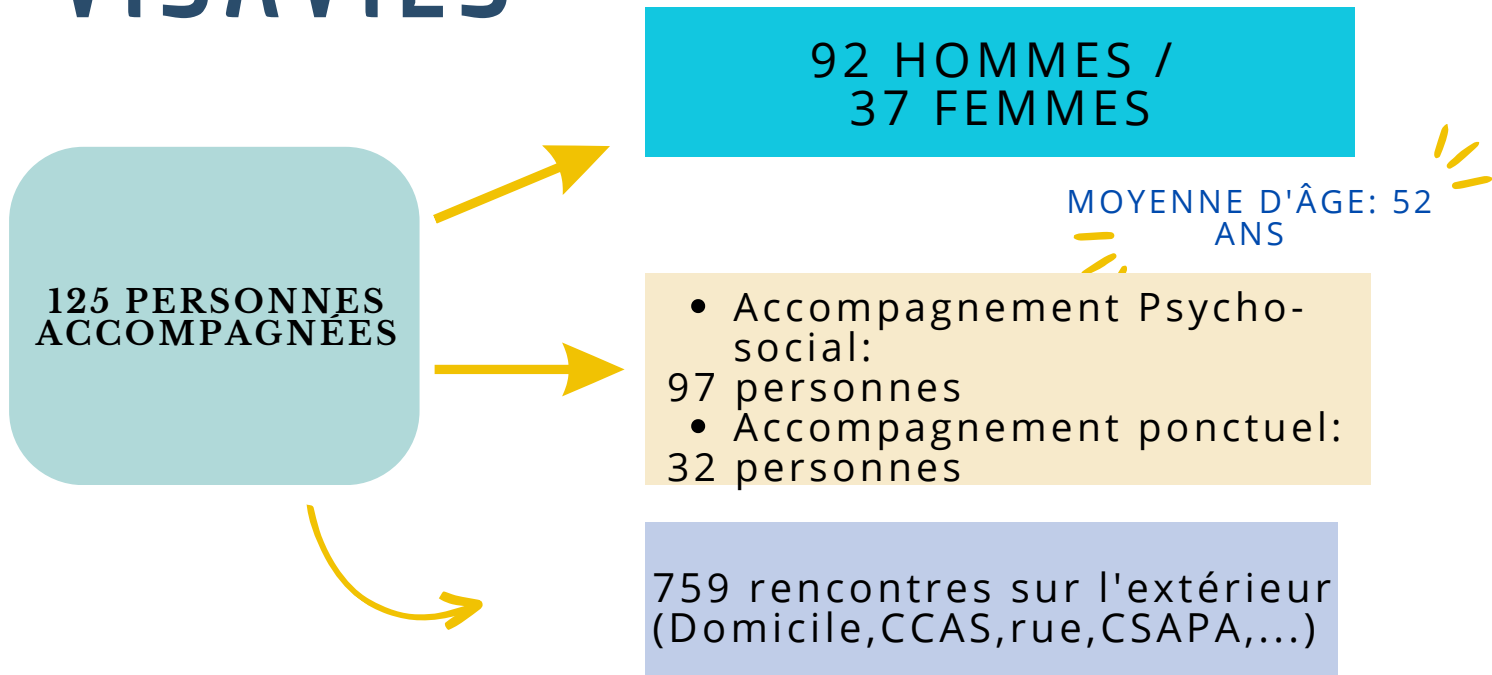 VISAVIES
125 PERSONNES
ACCOMPAGNÉES
92 HOMMES /
37 FEMMES
MOYENNE D'ÂGE: 52
ANS
• Accompagnement Psycho-
social:
97 personnes
• Accompagnement ponctuel:
32 personnes
759 rencontres sur l'extérieur
(Domicile,CCAS,rue,CSAPA,...)